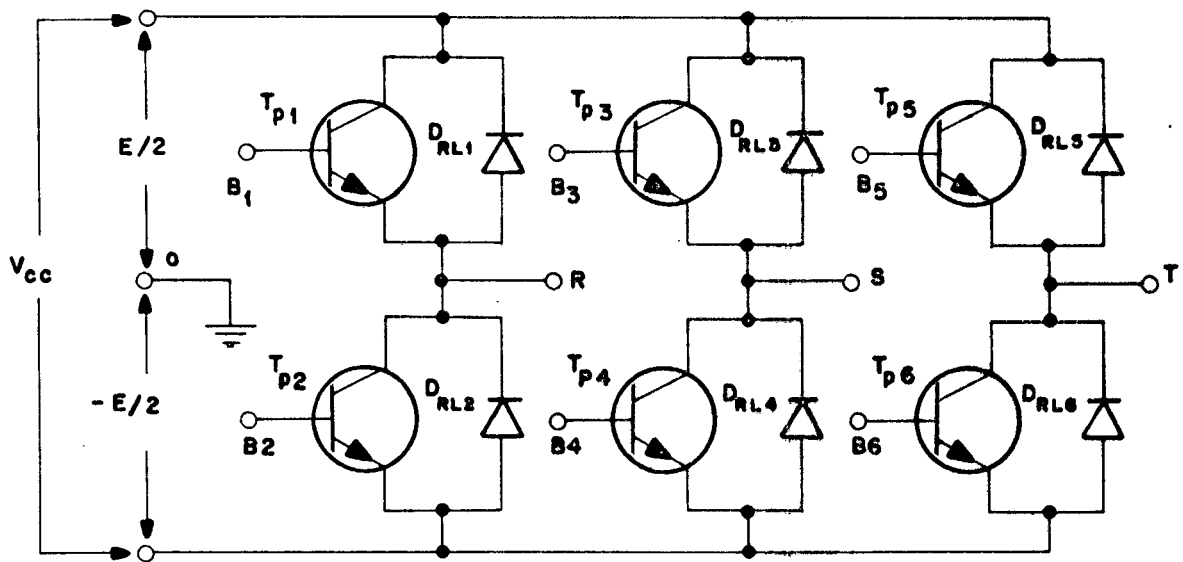 E/2
Vcc
0
- E/2
Tp1
B1
DRL1
Tp3
B3
DRL3
Tp5
B5
DRL5
R
S
T
Tp2
B2
DRL2
Tp4
B4
DRL4
Tp6
B6
DRL6